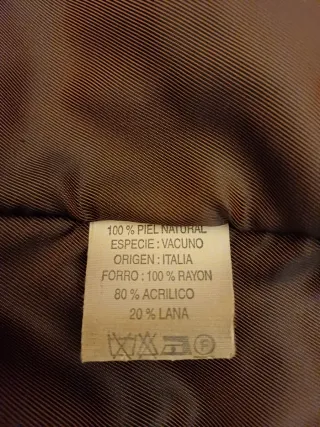 100 % PIEL NATURAL
ESPECIE : VACUNO
ORIGEN : ITALIA
FORRO : 100 % RAYON
80 % ACRILICO
20 % LANA
P